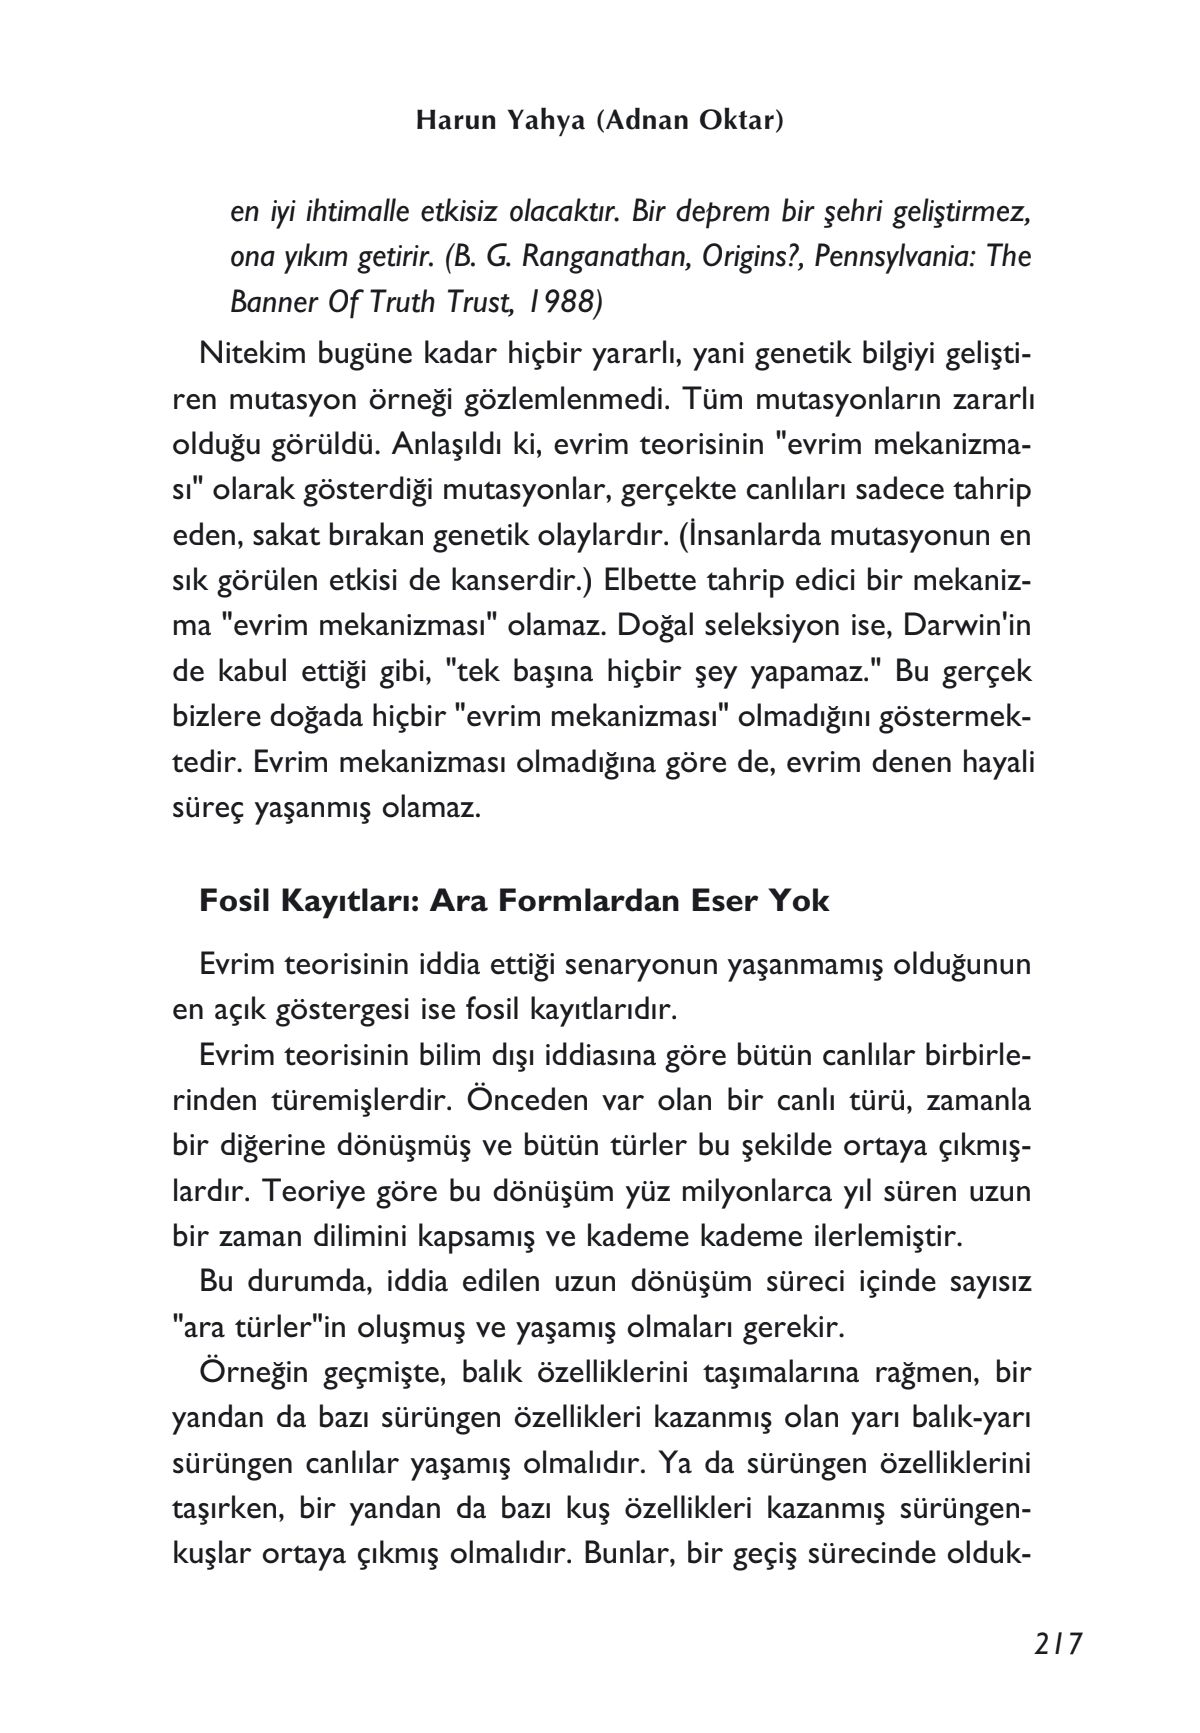 Harun Yahya (Adnan Oktar)
en iyi ihtimalle etkisiz olacaktır. Bir deprem bir şehri geliştirmez,
ona yıkım getirir. (B. G. Ranganathan, Origins?, Pennsylvania: The
Banner Of Truth Trust, 1988)
Nitekim bugüne kadar hiçbir yararlı, yani genetik bilgiyi gelişti-
ren mutasyon örneği gözlemlenmedi. Tüm mutasyonların zararlı
olduğu görüldü. Anlaşıldı ki, evrim teorisinin "evrim mekanizma-
sı" olarak gösterdiği mutasyonlar, gerçekte canlıları sadece tahrip
eden, sakat bırakan genetik olaylardır. (İnsanlarda mutasyonun en
sık görülen etkisi de kanserdir.) Elbette tahrip edici bir mekaniz-
ma "evrim mekanizması" olamaz. Doğal seleksiyon ise, Darwin'in
de kabul ettiği gibi, "tek başına hiçbir şey yapamaz." Bu gerçek
bizlere doğada hiçbir "evrim mekanizması" olmadığını göstermek-
tedir. Evrim mekanizması olmadığına göre de, evrim denen hayali
süreç yaşanmış olamaz.
Fosil Kayıtları: Ara Formlardan Eser Yok
Evrim teorisinin iddia ettiği senaryonun yaşanmamış olduğunun
en açık göstergesi ise fosil kayıtlarıdır.
Evrim teorisinin bilim dışı iddiasına göre bütün canlılar birbirle-
rinden türemişlerdir. Önceden var olan bir canlı türü, zamanla
bir diğerine dönüşmüş ve bütün türler bu şekilde ortaya çıkmış-
lardır. Teoriye göre bu dönüşüm yüz milyonlarca yıl süren uzun
bir zaman dilimini kapsamış ve kademe kademe ilerlemiştir.
Bu durumda, iddia edilen uzun dönüşüm süreci içinde sayısız
"ara türler"in oluşmuş ve yaşamış olmaları gerekir.
Örneğin geçmişte, balık özelliklerini taşımalarına rağmen, bir
yandan da bazı sürüngen özellikleri kazanmış olan yarı balık-yarı
sürüngen canlılar yaşamış olmalıdır. Ya da sürüngen özelliklerini
taşırken, bir yandan da bazı kuş özellikleri kazanmış sürüngen-
kuşlar ortaya çıkmış olmalıdır. Bunlar, bir geçiş sürecinde olduk-
217